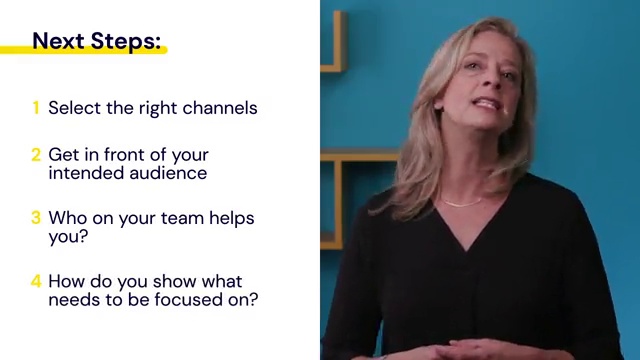 Next Steps:
1 Select the right channels
2 Get in front of your
intended audience
3 Who on your team helps
you?
4 How do you show what
needs to be focused on?